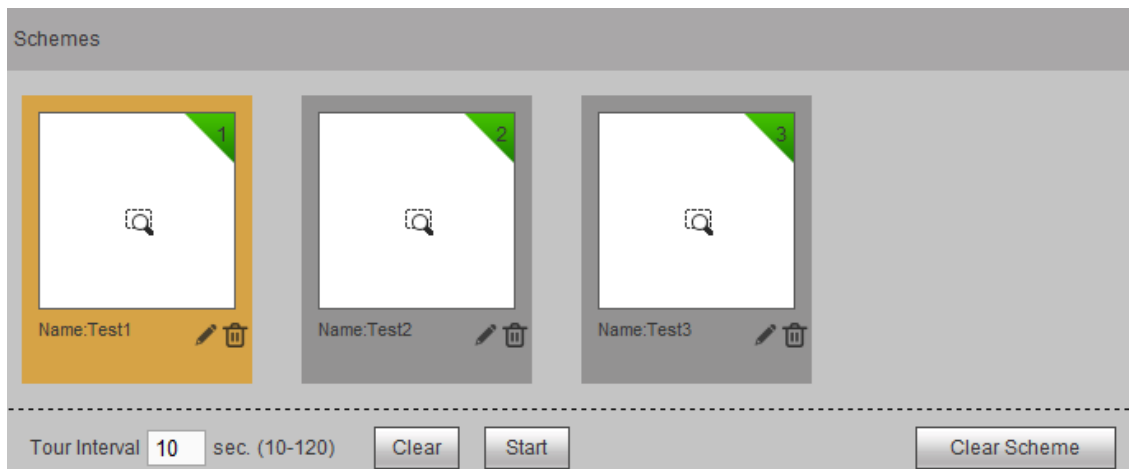 Schemes
1 2 3
Name:Test1 Name:Test2 Name:Test3
Tour Interval 10 sec. (10-120) Clear Start Clear Scheme